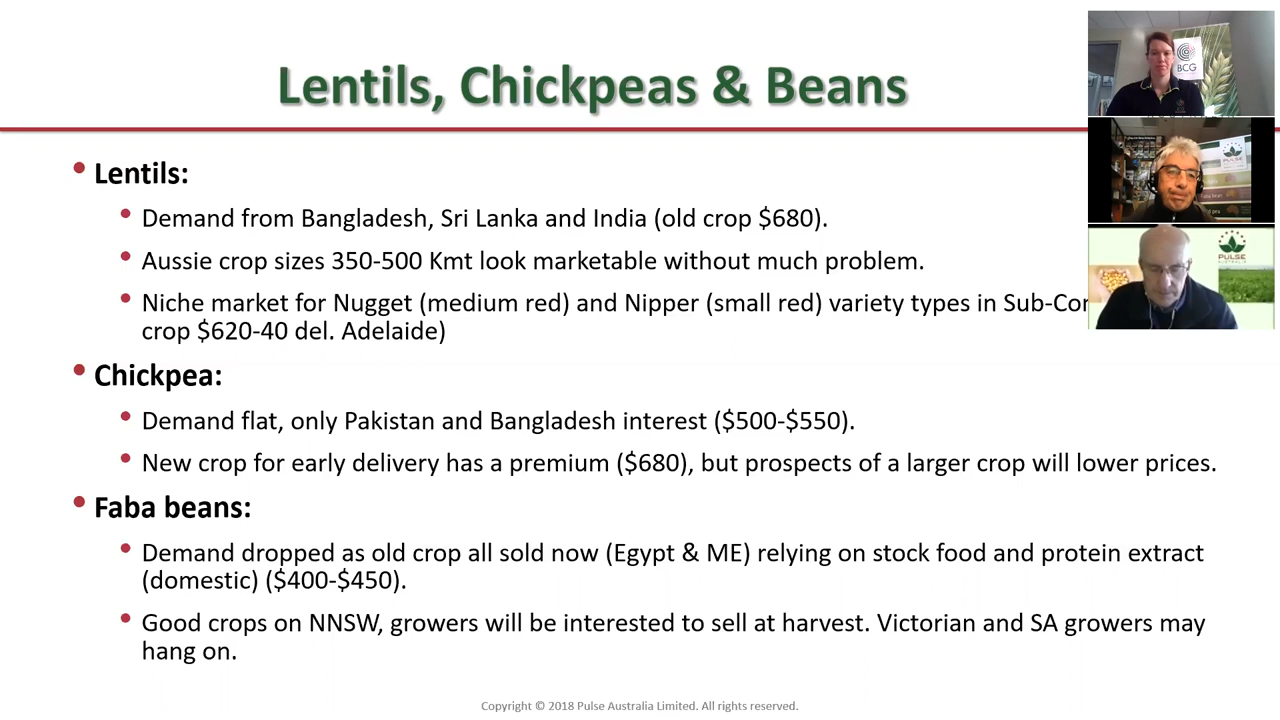 Lentils, Chickpeas & Beans
• Lentils:
• Demand from Bangladesh, Sri Lanka and India (old crop $680).
• Aussie crop sizes 350-500 Kmt look marketable without much problem.
• Niche market for Nugget (medium red) and Nipper (small red) variety types in
crop $620-40 del. Adelaide)
• Chickpea:
• Demand flat, only Pakistan and Bangladesh interest ($500-$550).
• New crop for early delivery has a premium ($680), but prospects of a larger crop will lower prices.
• Faba beans:
• Demand dropped as old crop all sold now (Egypt & ME) relying on stock food and protein extract
(domestic) ($400-$450).
• Good crops on NNSW, growers will be interested to sell at harvest. Victorian and SA growers may
hang on.
Copyright © 2018 Pulse Australia Limited. All rights reserved.
BCG
PULSE
PULSE
AUSTRALIA